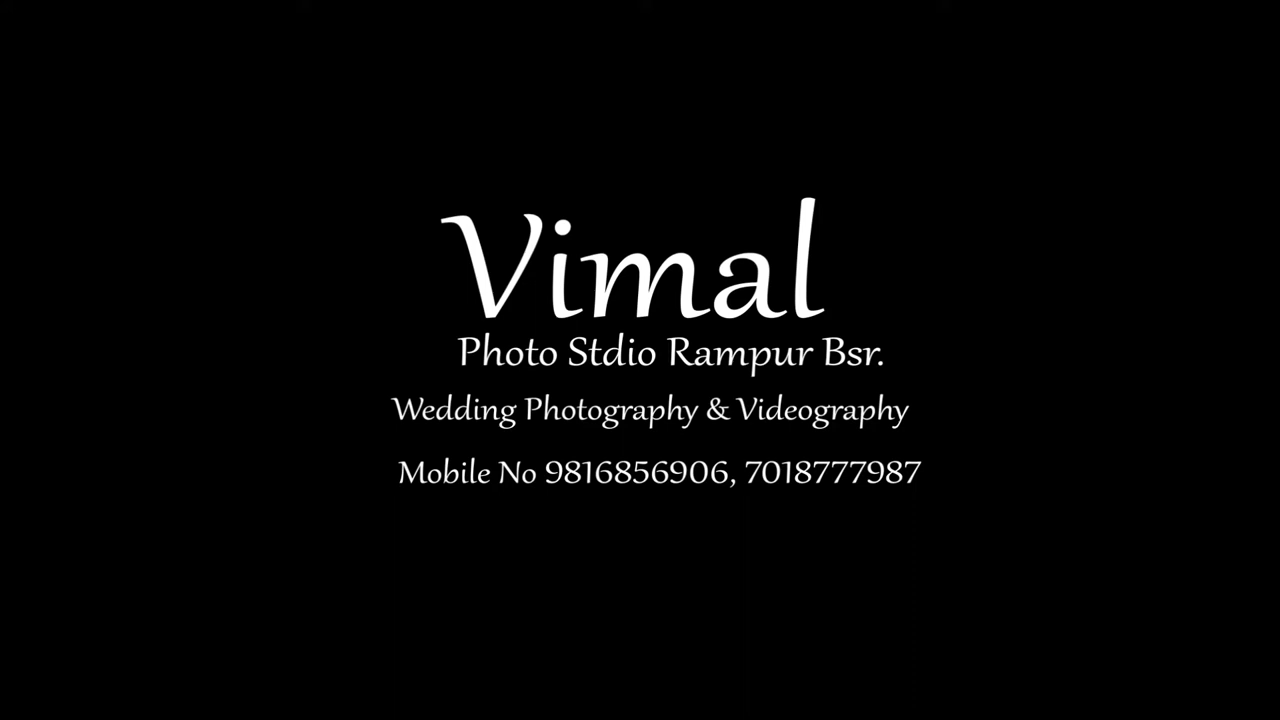 Vimal
Photo Stdio Rampur Bsr.
Wedding Photography & Videography
Mobile No 9816856906, 7018777987